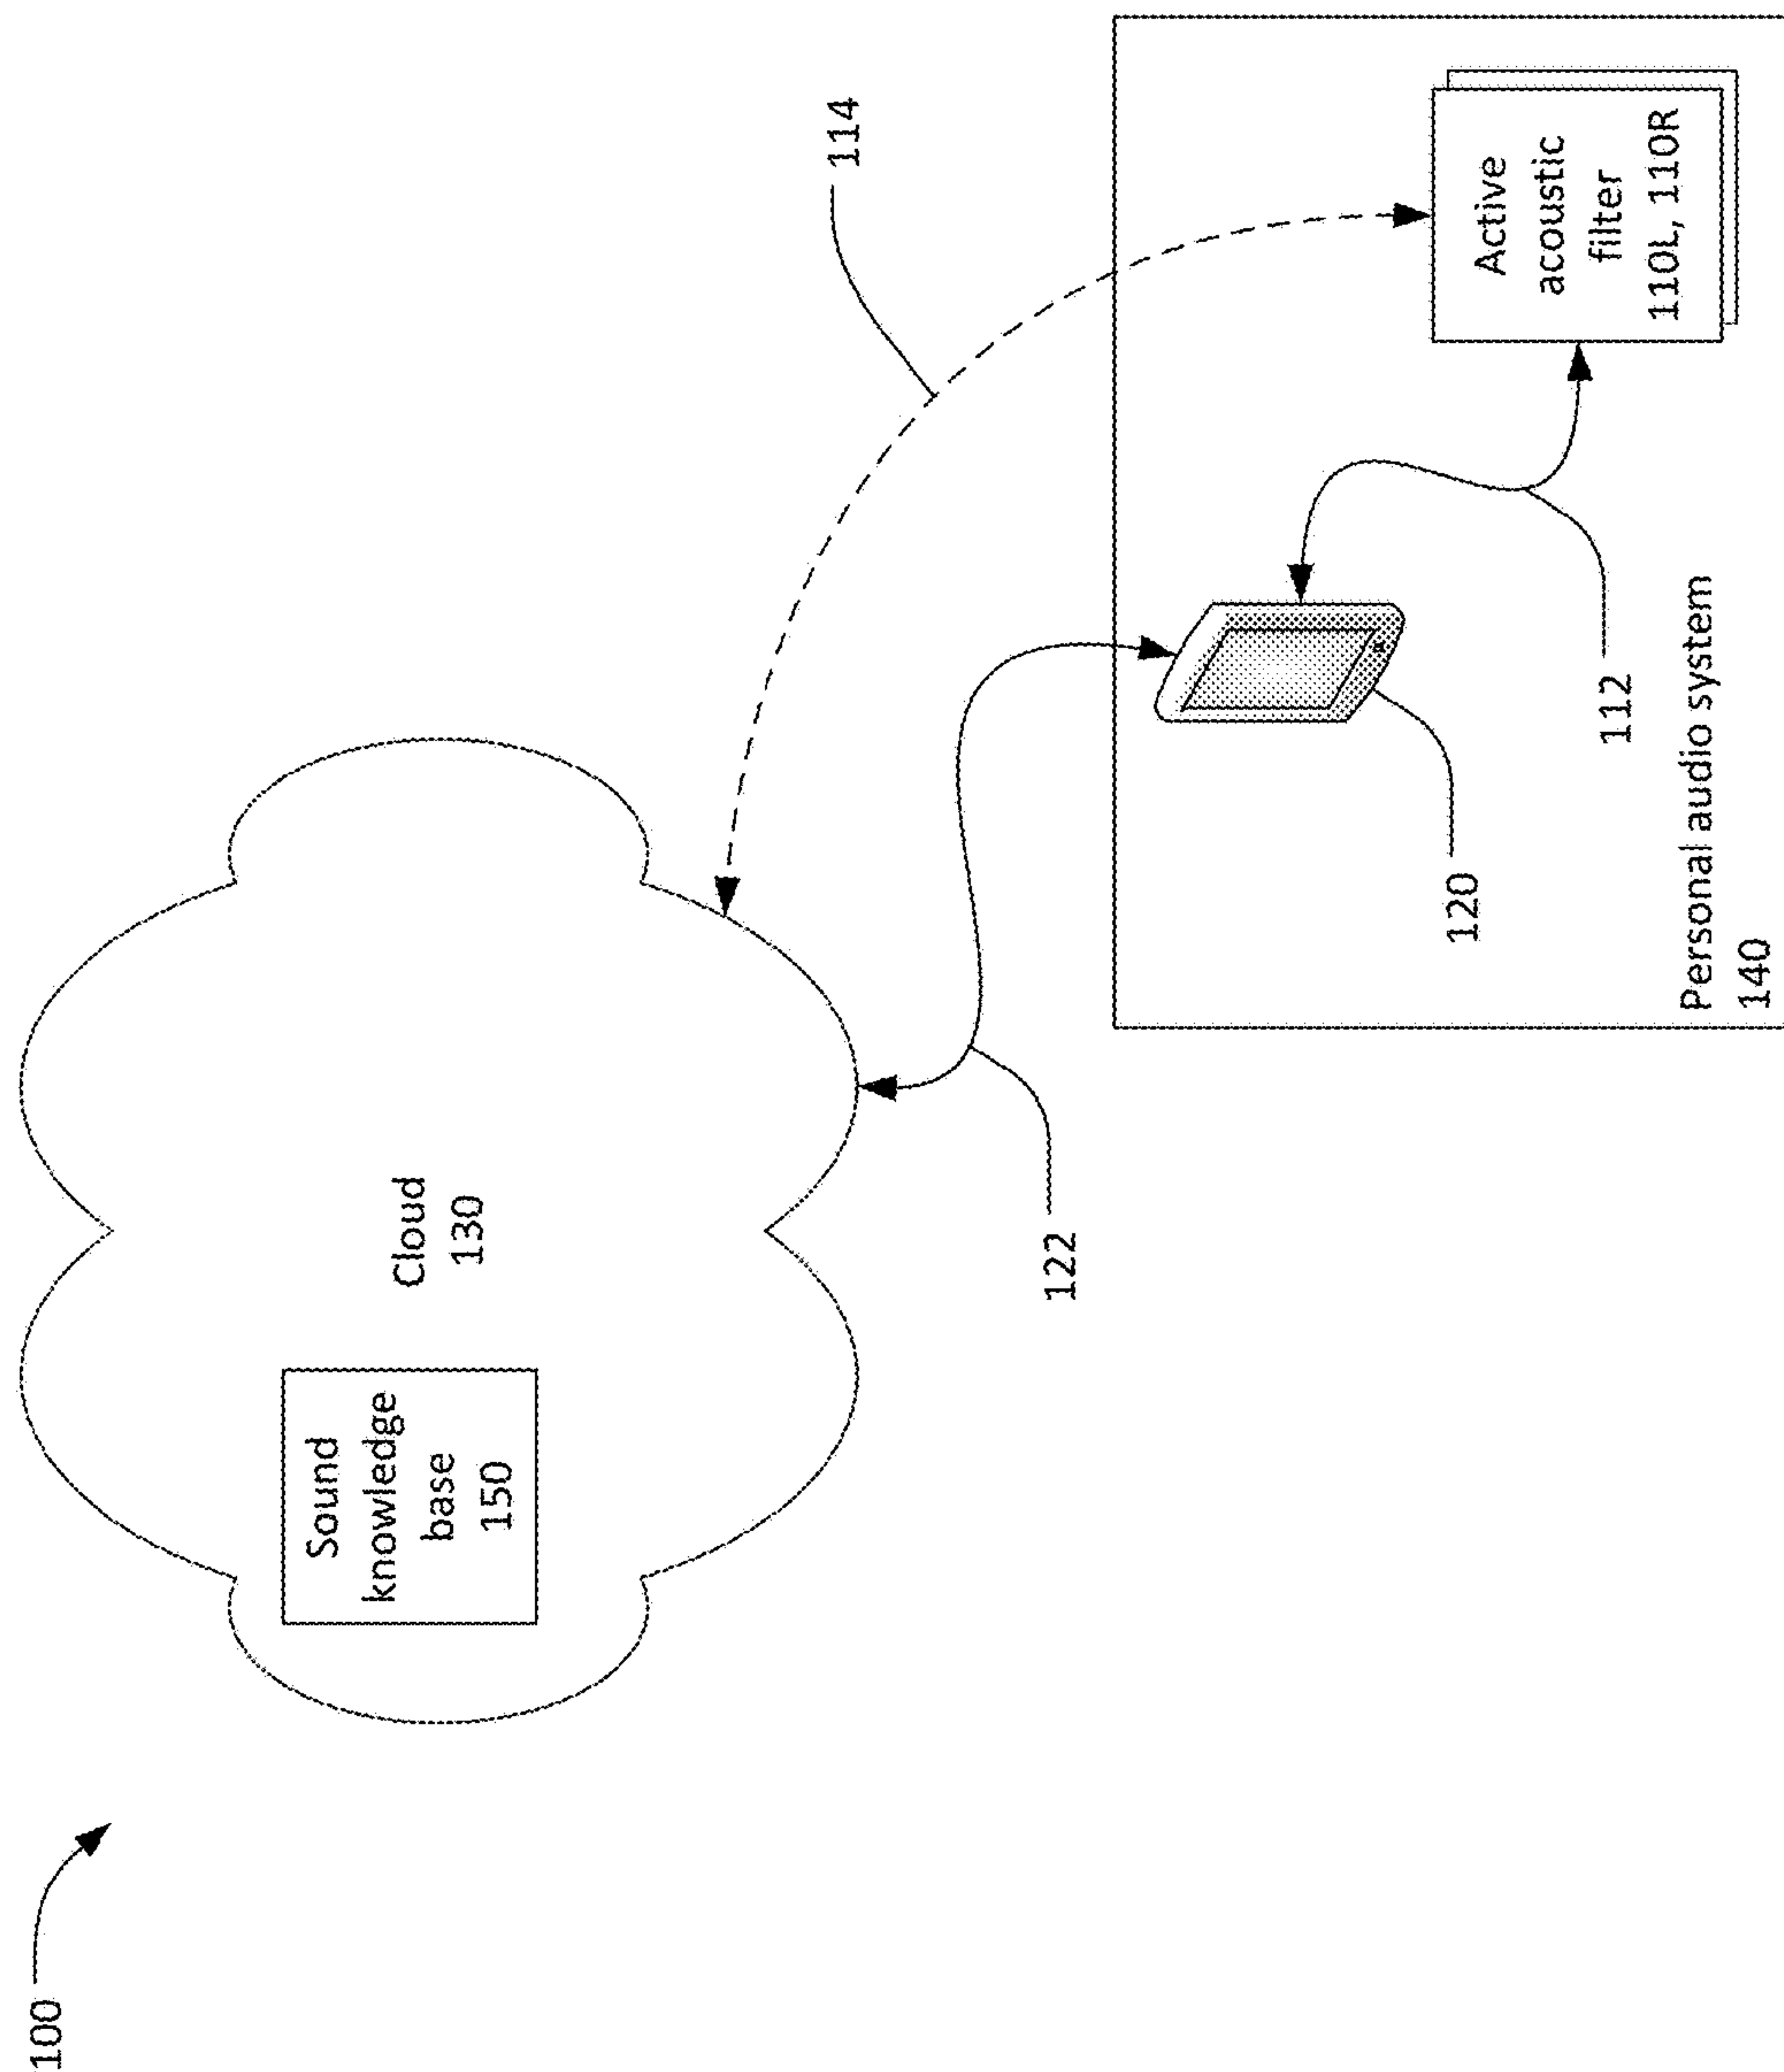 100
Sound
knowledge
base
150
Cloud
130
122
114
120
112
Active
acoustic
filter
110L, 110R
Personal audio system
140